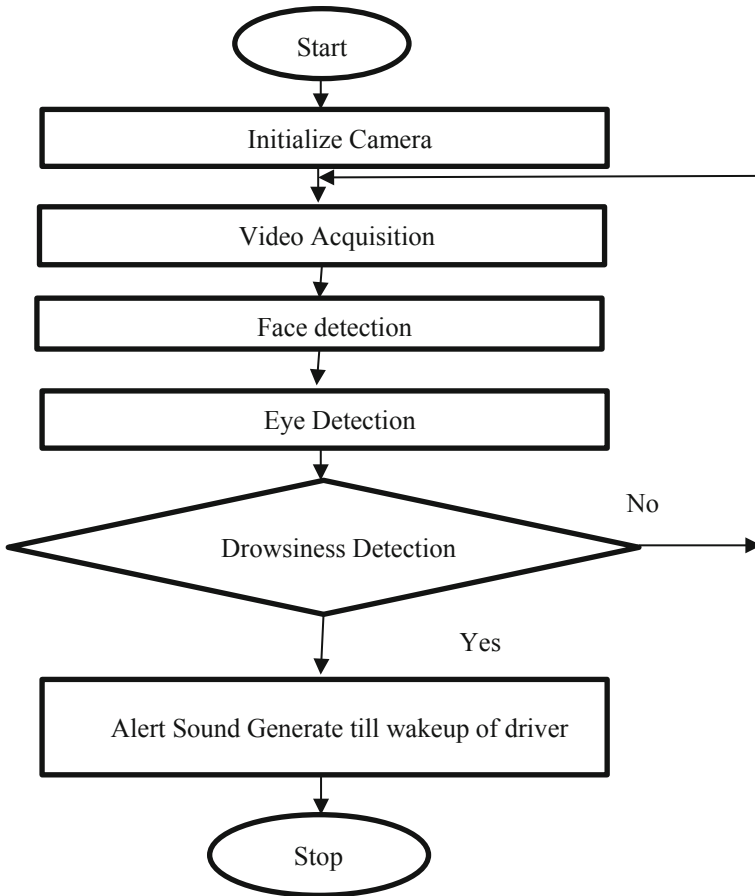 Start
Initialize Camera
Video Acquisition
Face detection
Eye Detection
No
Drowsiness Detection
Yes
Alert Sound Generate till wakeup of driver
Stop